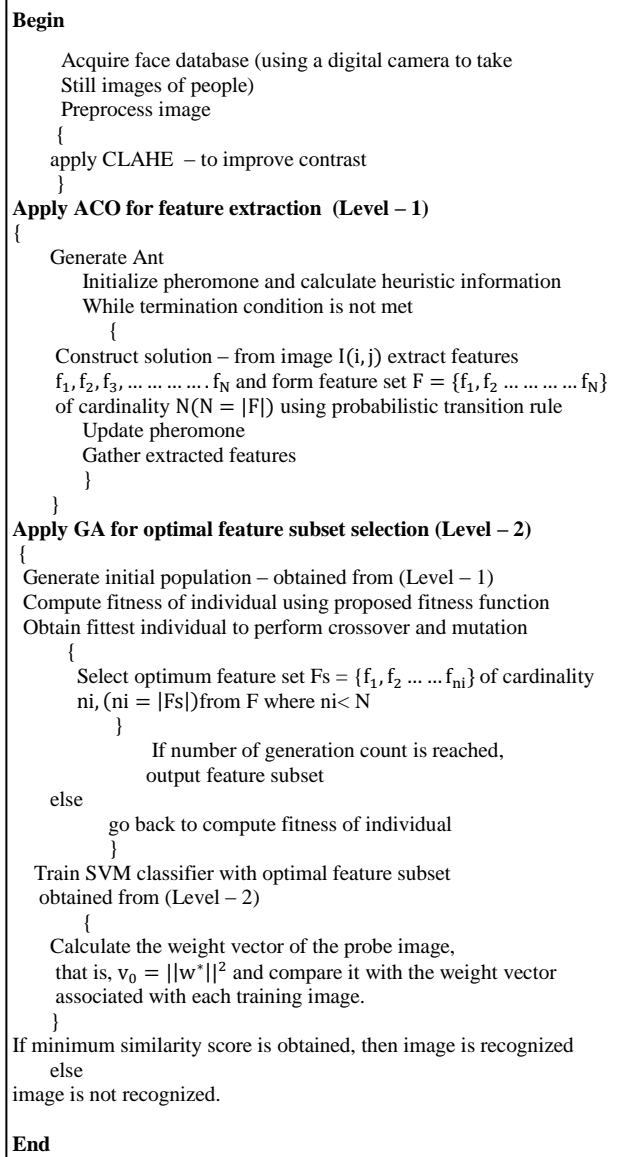 Begin
Acquire face database (using a digital camera to take
Still images of people)
Preprocess image
{
apply CLAHE – to improve contrast
}
Apply ACO for feature extraction (Level – 1)
{
Generate Ant
Initialize pheromone and calculate heuristic information
While termination condition is not met
{
Construct solution – from image I(i, j) extract features
f₁, f₂, f₃, … … … … . f_N and form feature set F = {f₁, f₂ … … … … f_N}
of cardinality N(N = |F|) using probabilistic transition rule
Update pheromone
Gather extracted features
}
}
Apply GA for optimal feature subset selection (Level – 2)
{
Generate initial population – obtained from (Level – 1)
Compute fitness of individual using proposed fitness function
Obtain fittest individual to perform crossover and mutation
{
Select optimum feature set Fs = {f₁, f₂ … … f_ni} of cardinality
ni, (ni = |Fs|)from F where ni< N
}
If number of generation count is reached,
output feature subset
else
go back to compute fitness of individual
}
Train SVM classifier with optimal feature subset
obtained from (Level – 2)
{
Calculate the weight vector of the probe image,
that is, v₀ = ||w*||² and compare it with the weight vector
associated with each training image.
}
If minimum similarity score is obtained, then image is recognized
else
image is not recognized.
End